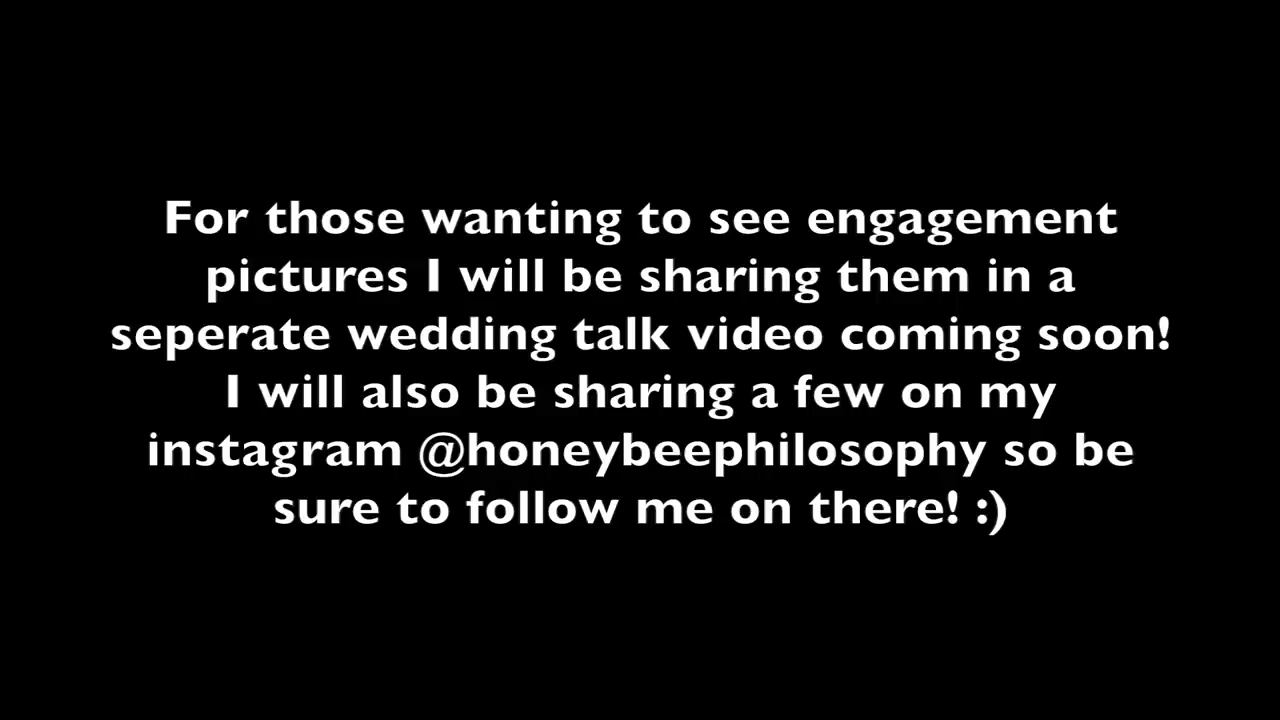 For those wanting to see engagement
pictures I will be sharing them in a
seperate wedding talk video coming soon!
I will also be sharing a few on my
instagram @honeybeephilosophy so be
sure to follow me on there! :)